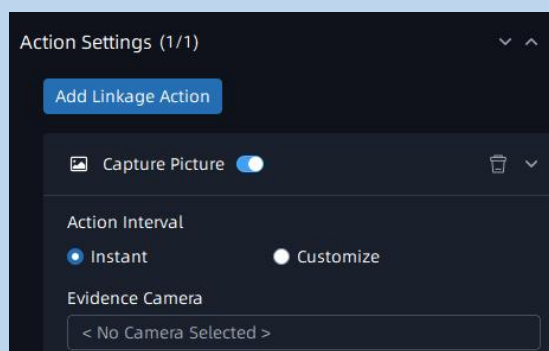 Action Settings (1/1)
Add Linkage Action
Capture Picture
Action Interval
Instant Customize
Evidence Camera
< No Camera Selected >